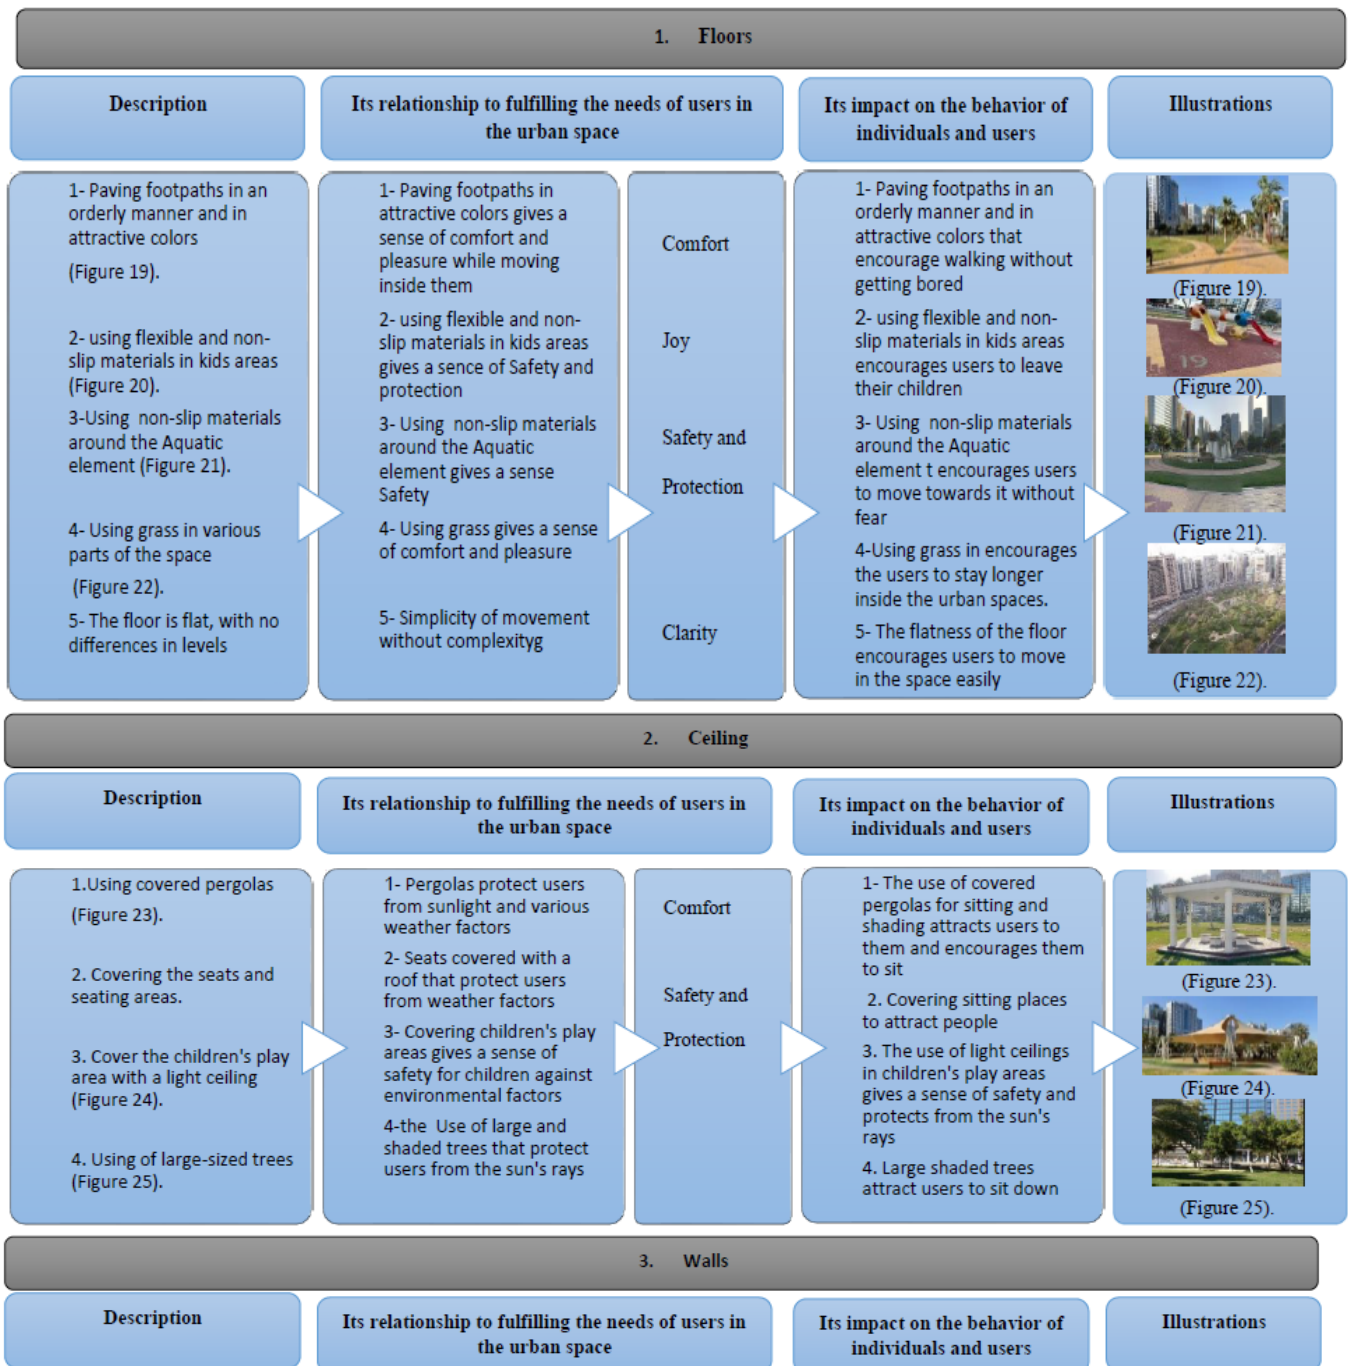 1. Floors
Description
Its relationship to fulfilling the needs of users in
the urban space
Its impact on the behavior of
individuals and users
Illustrations
1- Paving footpaths in an
orderly manner and in
attractive colors
(Figure 19).
2- using flexible and non-
slip materials in kids areas
(Figure 20).
3-Using non-slip materials
around the Aquatic
element (Figure 21).
4- Using grass in various
parts of the space
(Figure 22).
5- The floor is flat, with no
differences in levels
1- Paving footpaths in
attractive colors gives a
sense of comfort and
pleasure while moving
inside them
2- using flexible and non-
slip materials in kids areas
gives a sence of Safety and
protection
3- Using non-slip materials
around the Aquatic
element gives a sense
Safety
4- Using grass gives a sense
of comfort and pleasure
5- Simplicity of movement
without complexityg
Comfort
Joy
Safety and
Protection
Clarity
1- Paving footpaths in an
orderly manner and in
attractive colors that
encourage walking without
getting bored
2- using flexible and non-
slip materials in kids areas
encourages users to leave
their children
3- Using non-slip materials
around the Aquatic
element t encourages users
to move towards it without
fear
4-Using grass in encourages
the users to stay longer
inside the urban spaces.
5- The flatness of the floor
encourages users to move
in the space easily
(Figure 19).
19
(Figure 20).
(Figure 21).
(Figure 22).
2. Ceiling
Description
Its relationship to fulfilling the needs of users in
the urban space
Its impact on the behavior of
individuals and users
Illustrations
1.Using covered pergolas
(Figure 23).
2. Covering the seats and
seating areas.
3. Cover the children's play
area with a light ceiling
(Figure 24).
4. Using of large-sized trees
(Figure 25).
1- Pergolas protect users
from sunlight and various
weather factors
2- Seats covered with a
roof that protect users
from weather factors
3- Covering children's play
areas gives a sense of
safety for children against
environmental factors
4-the Use of large and
shaded trees that protect
users from the sun's rays
Comfort
Safety and
Protection
1- The use of covered
pergolas for sitting and
shading attracts users to
them and encourages them
to sit
2. Covering sitting places
to attract people
3. The use of light ceilings
in children's play areas
gives a sense of safety and
protects from the sun's
rays
4. Large shaded trees
attract users to sit down
(Figure 23).
(Figure 24).
(Figure 25).
3. Walls
Description
Its relationship to fulfilling the needs of users in
the urban space
Its impact on the behavior of
individuals and users
Illustrations